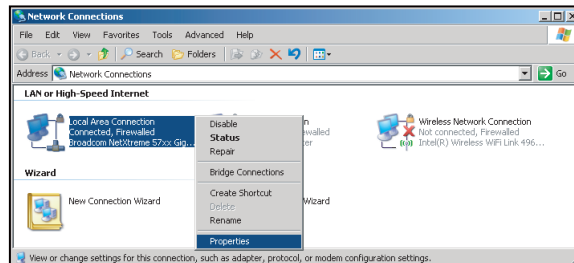 Network Connections
File Edit View Favorites Tools Advanced Help
Back Search Folders
Address Network Connections Go
LAN or High-Speed Internet
Local Area Connection
Connected, Firewalled
Broadcom NetXtreme 57xx Gig...
Disable
Status
Repair
Bridge Connections
Create Shortcut
Delete
Rename
Properties
Wireless Network Connection
Not connected, Firewalled
Intel(R) Wireless WiFi Link 496...
Wizard
New Connection Wizard
Wizard
View or change settings for this connection, such as adapter, protocol, or modem configuration settings.